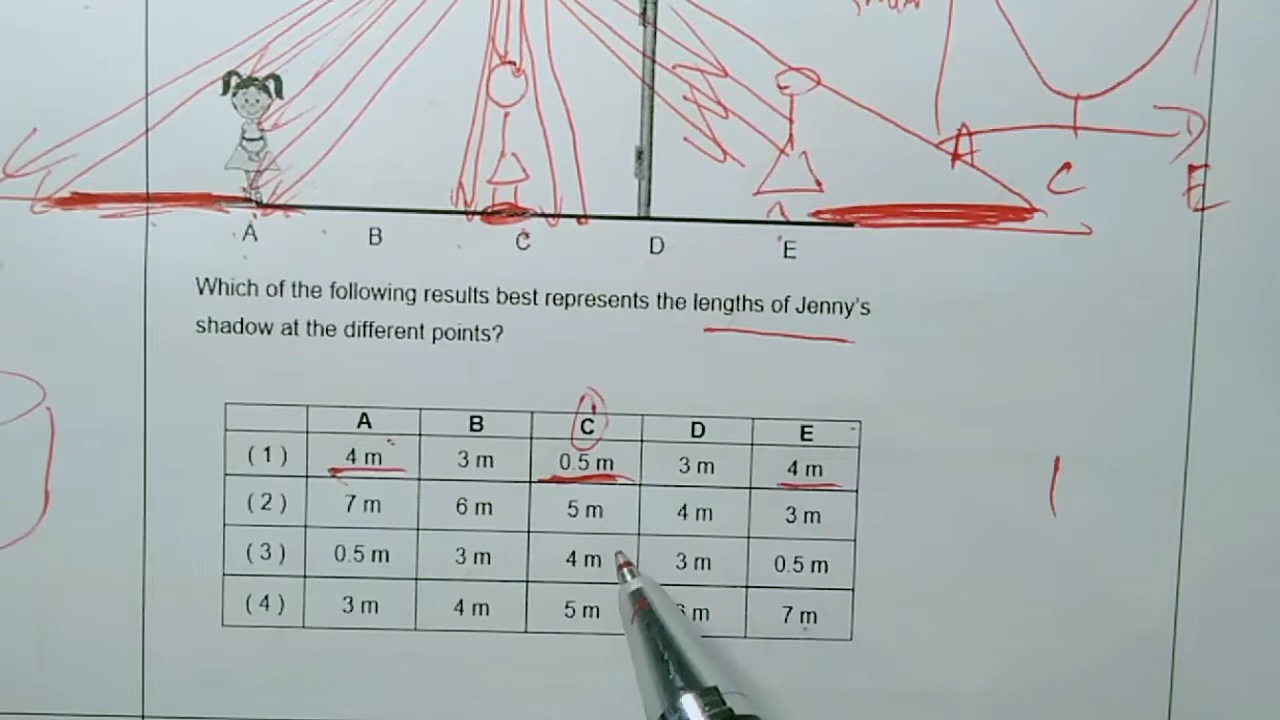 A
D
C
E
A B C D E
Which of the following results best represents the lengths of Jenny's
shadow at the different points?
A B C D E
(1) 4 m 3 m 0.5 m 3 m 4 m
(2) 7 m 6 m 5 m 4 m 3 m
(3) 0.5 m 3 m 4 m 3 m 0.5 m
(4) 3 m 4 m 5 m m 7 m
1